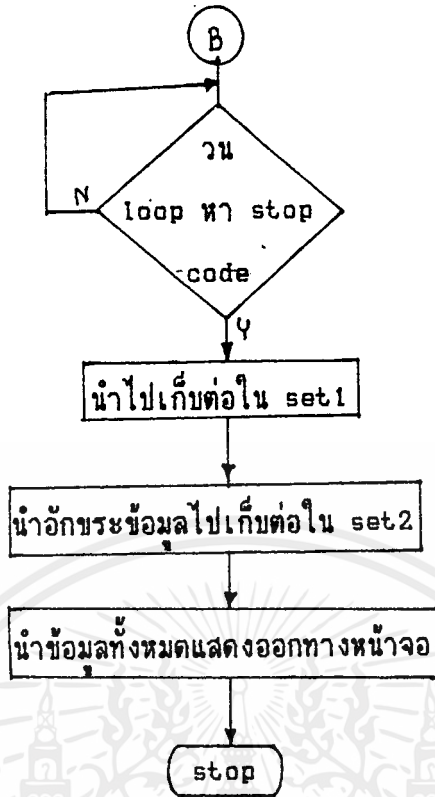 B
วน
N
loop หา stop
code
Y
นำไปเก็บต่อใน set1
นำอักขระข้อมูลไปเก็บต่อใน set2
นำข้อมูลทั้งหมดแสดงออกทางหน้าจอ
stop